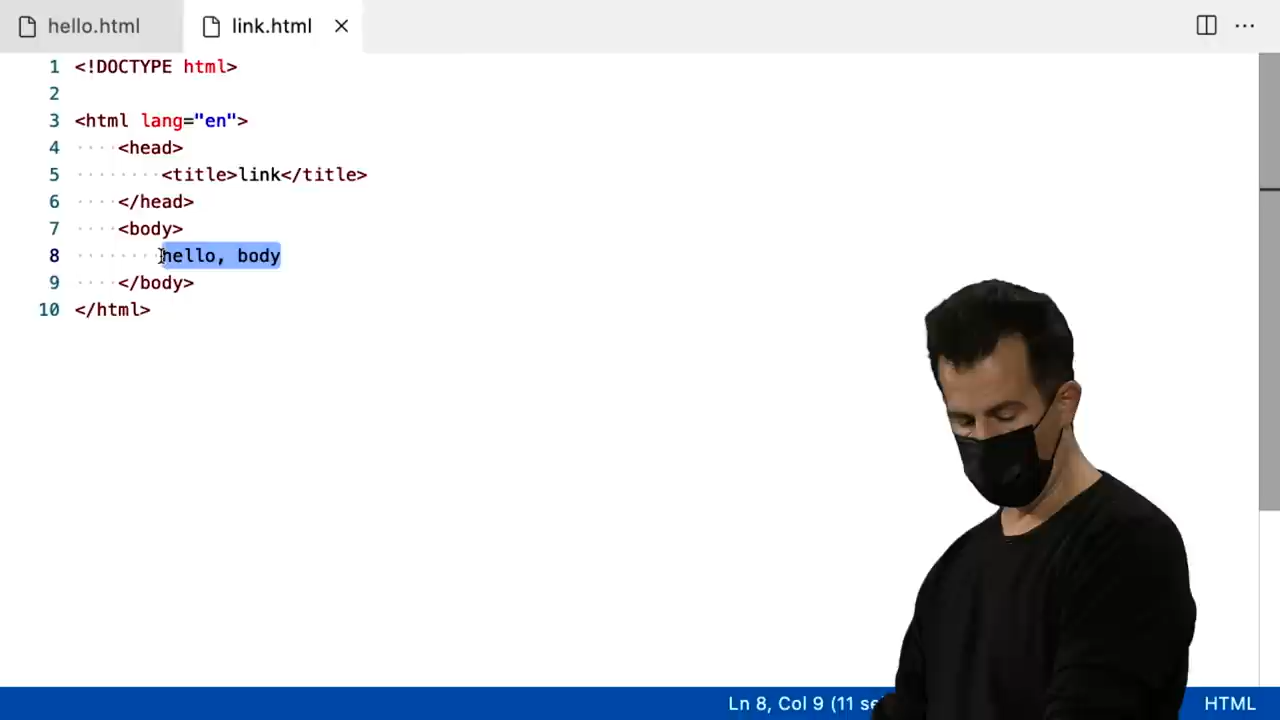 hello.html
link.html
1 <!DOCTYPE html>
2
3 <html lang="en">
4 <head>
5 <title>link</title>
6 </head>
7 <body>
8 hello, body
9 </body>
10 </html>
Ln 8, Col 9 (11 se
HTML